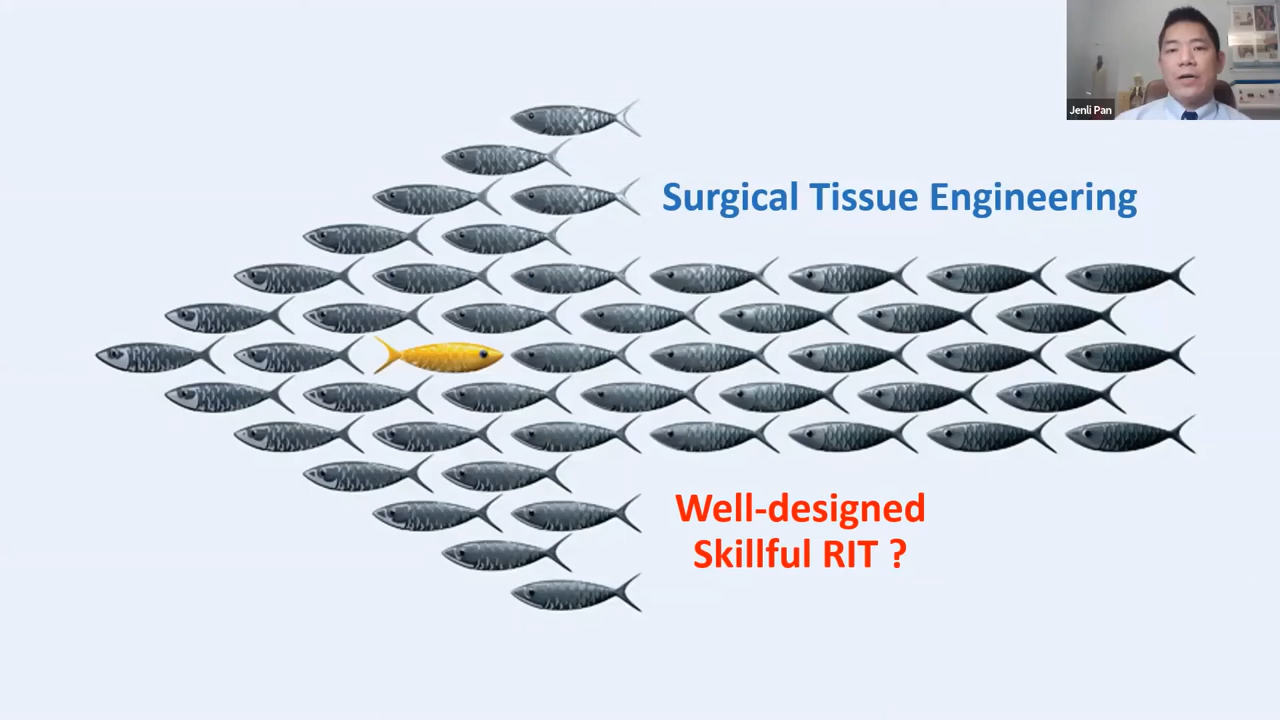 Jenli Pan
Surgical Tissue Engineering
Well-designed
Skillful RIT ?